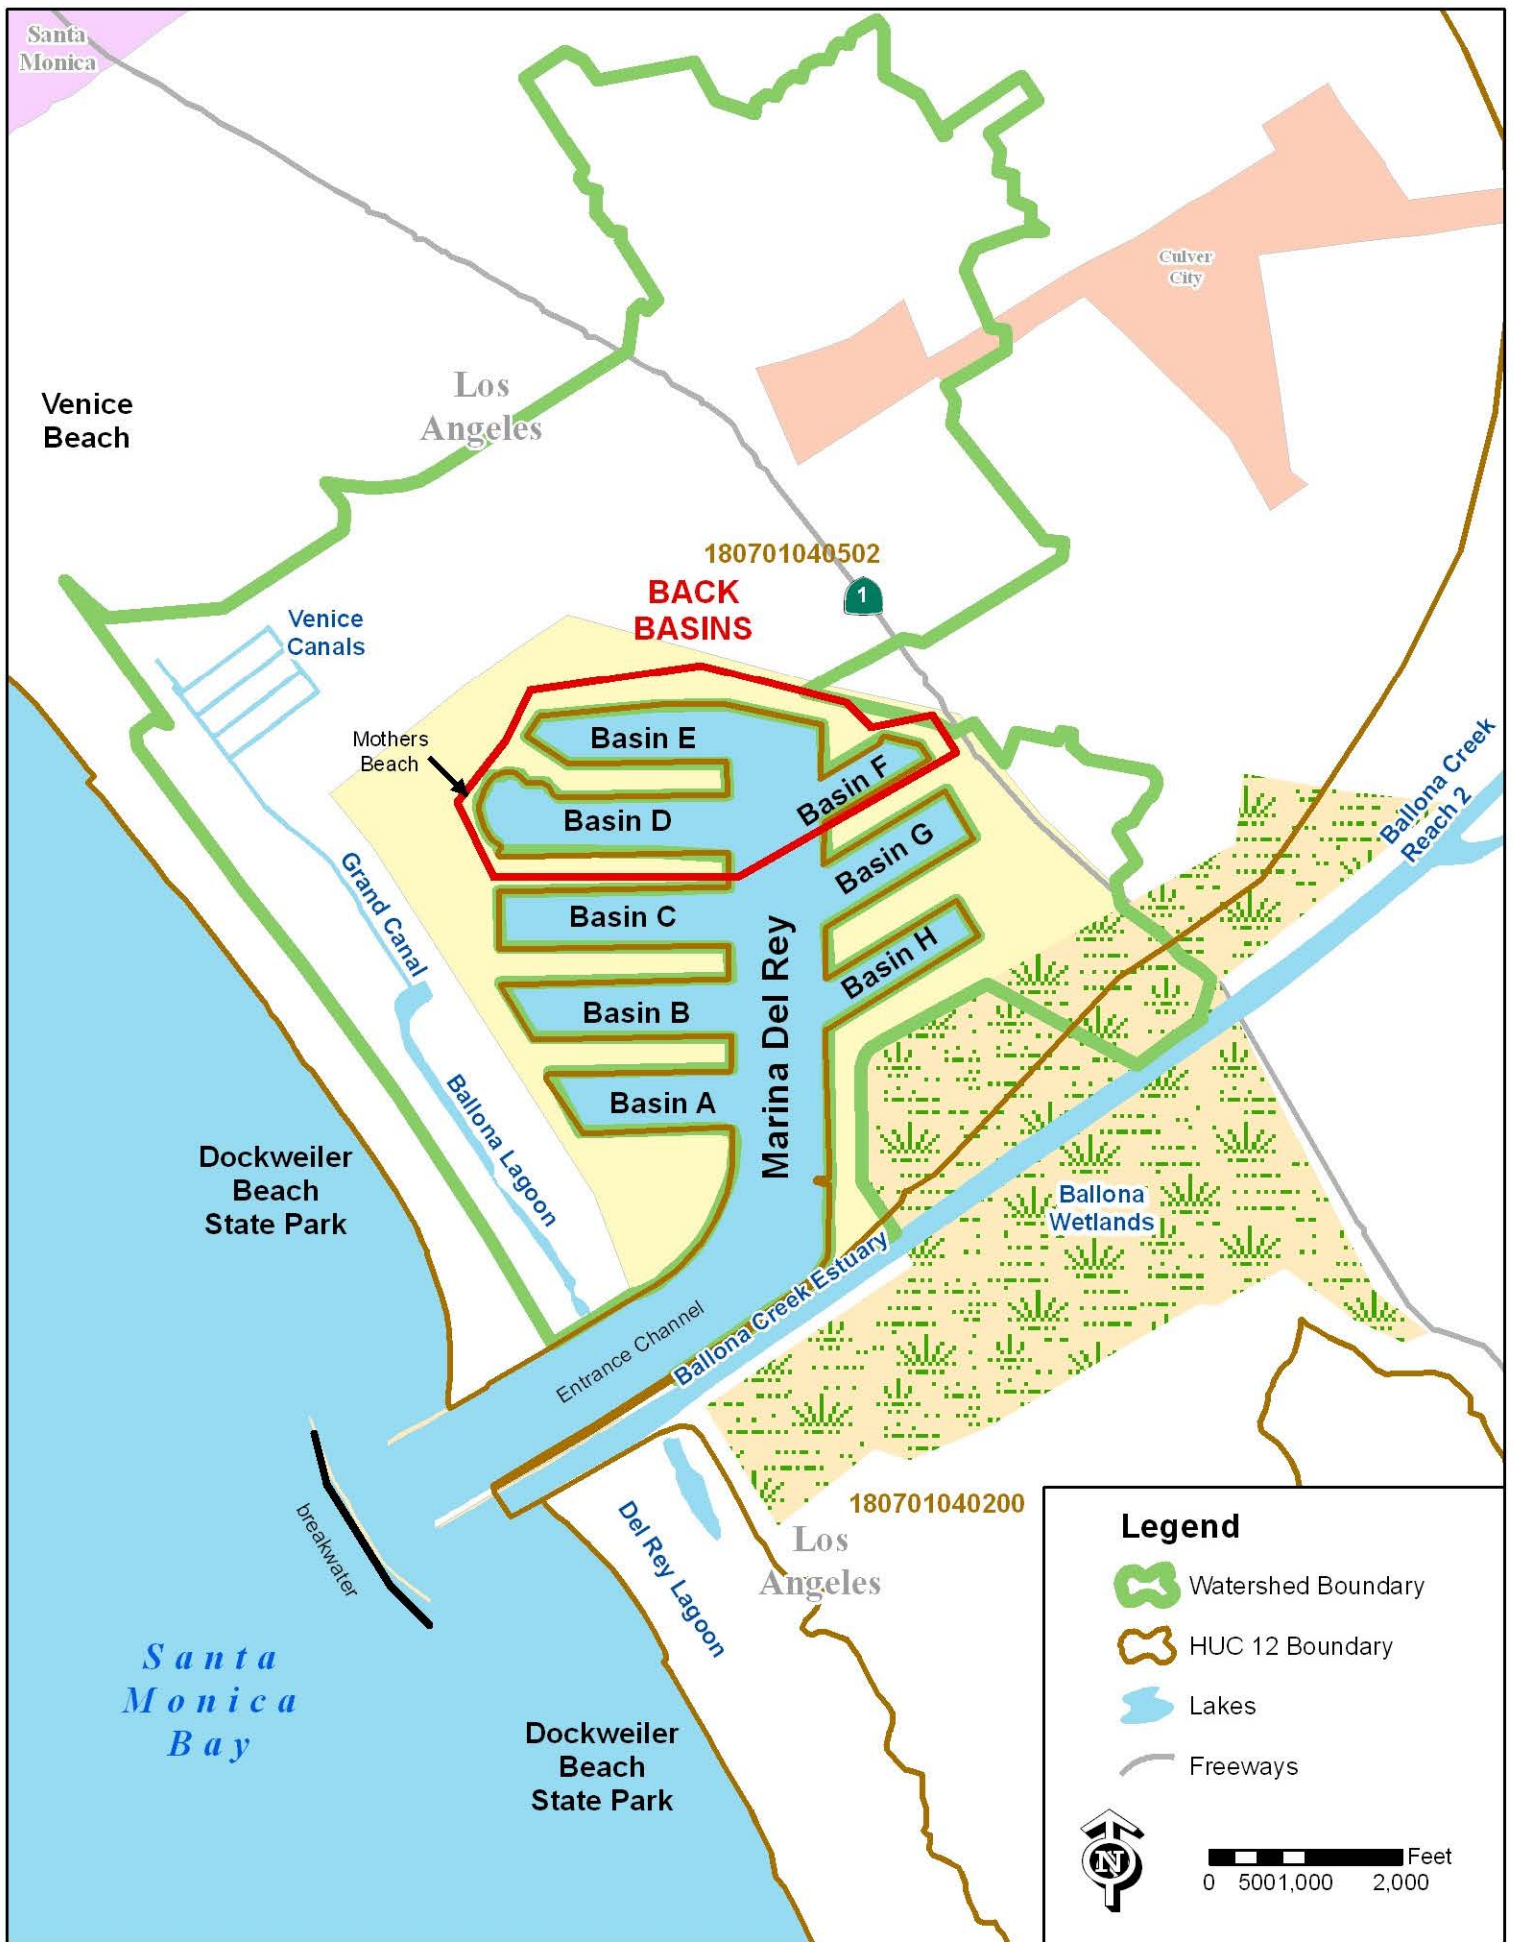 Santa
Monica
Culver
City
Venice
Beach
Los
Angeles
180701040502
1
BACK
BASINS
Venice
Canals
Mothers
Beach
Basin E
Basin F
Basin D
Basin G
Basin C
Basin H
Basin B
Basin A
Marina Del Rey
Grand Canal
Ballona Lagoon
Ballona Creek
Reach 2
Dockweiler
Beach
State Park
Ballona
Wetlands
Entrance Channel
Ballona Creek Estuary
breakwater
Del Rey Lagoon
180701040200
Los
Angeles
Santa
Monica
Bay
Dockweiler
Beach
State Park
Legend
Watershed Boundary
HUC 12 Boundary
Lakes
Freeways
N
Feet
0 500 1,000 2,000